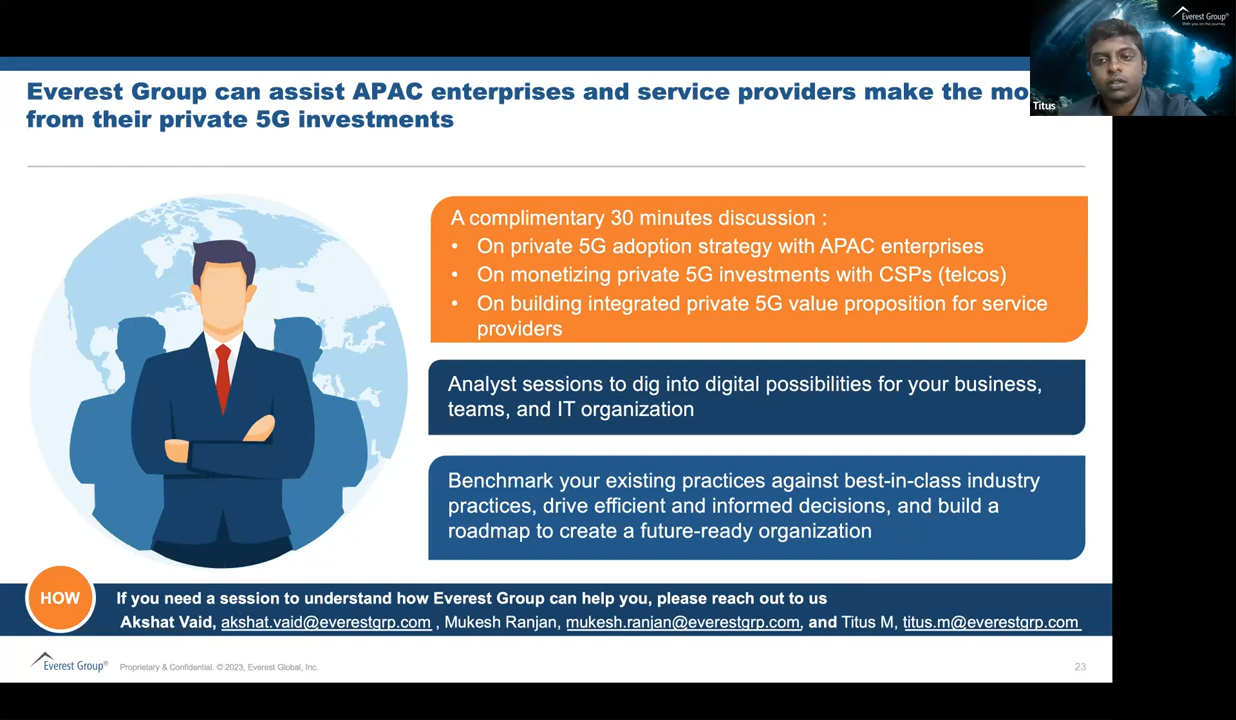 Everest Group®
With you on the journey
Titus
Everest Group can assist APAC enterprises and service providers make the mo
from their private 5G investments
A complimentary 30 minutes discussion :
• On private 5G adoption strategy with APAC enterprises
• On monetizing private 5G investments with CSPs (telcos)
• On building integrated private 5G value proposition for service
providers
Analyst sessions to dig into digital possibilities for your business,
teams, and IT organization
Benchmark your existing practices against best-in-class industry
practices, drive efficient and informed decisions, and build a
roadmap to create a future-ready organization
HOW
If you need a session to understand how Everest Group can help you, please reach out to us
Akshat Vaid, akshat.vaid@everestgrp.com , Mukesh Ranjan, mukesh.ranjan@everestgrp.com, and Titus M, titus.m@everestgrp.com
Everest Group®
Proprietary & Confidential. © 2023, Everest Global, Inc.
23